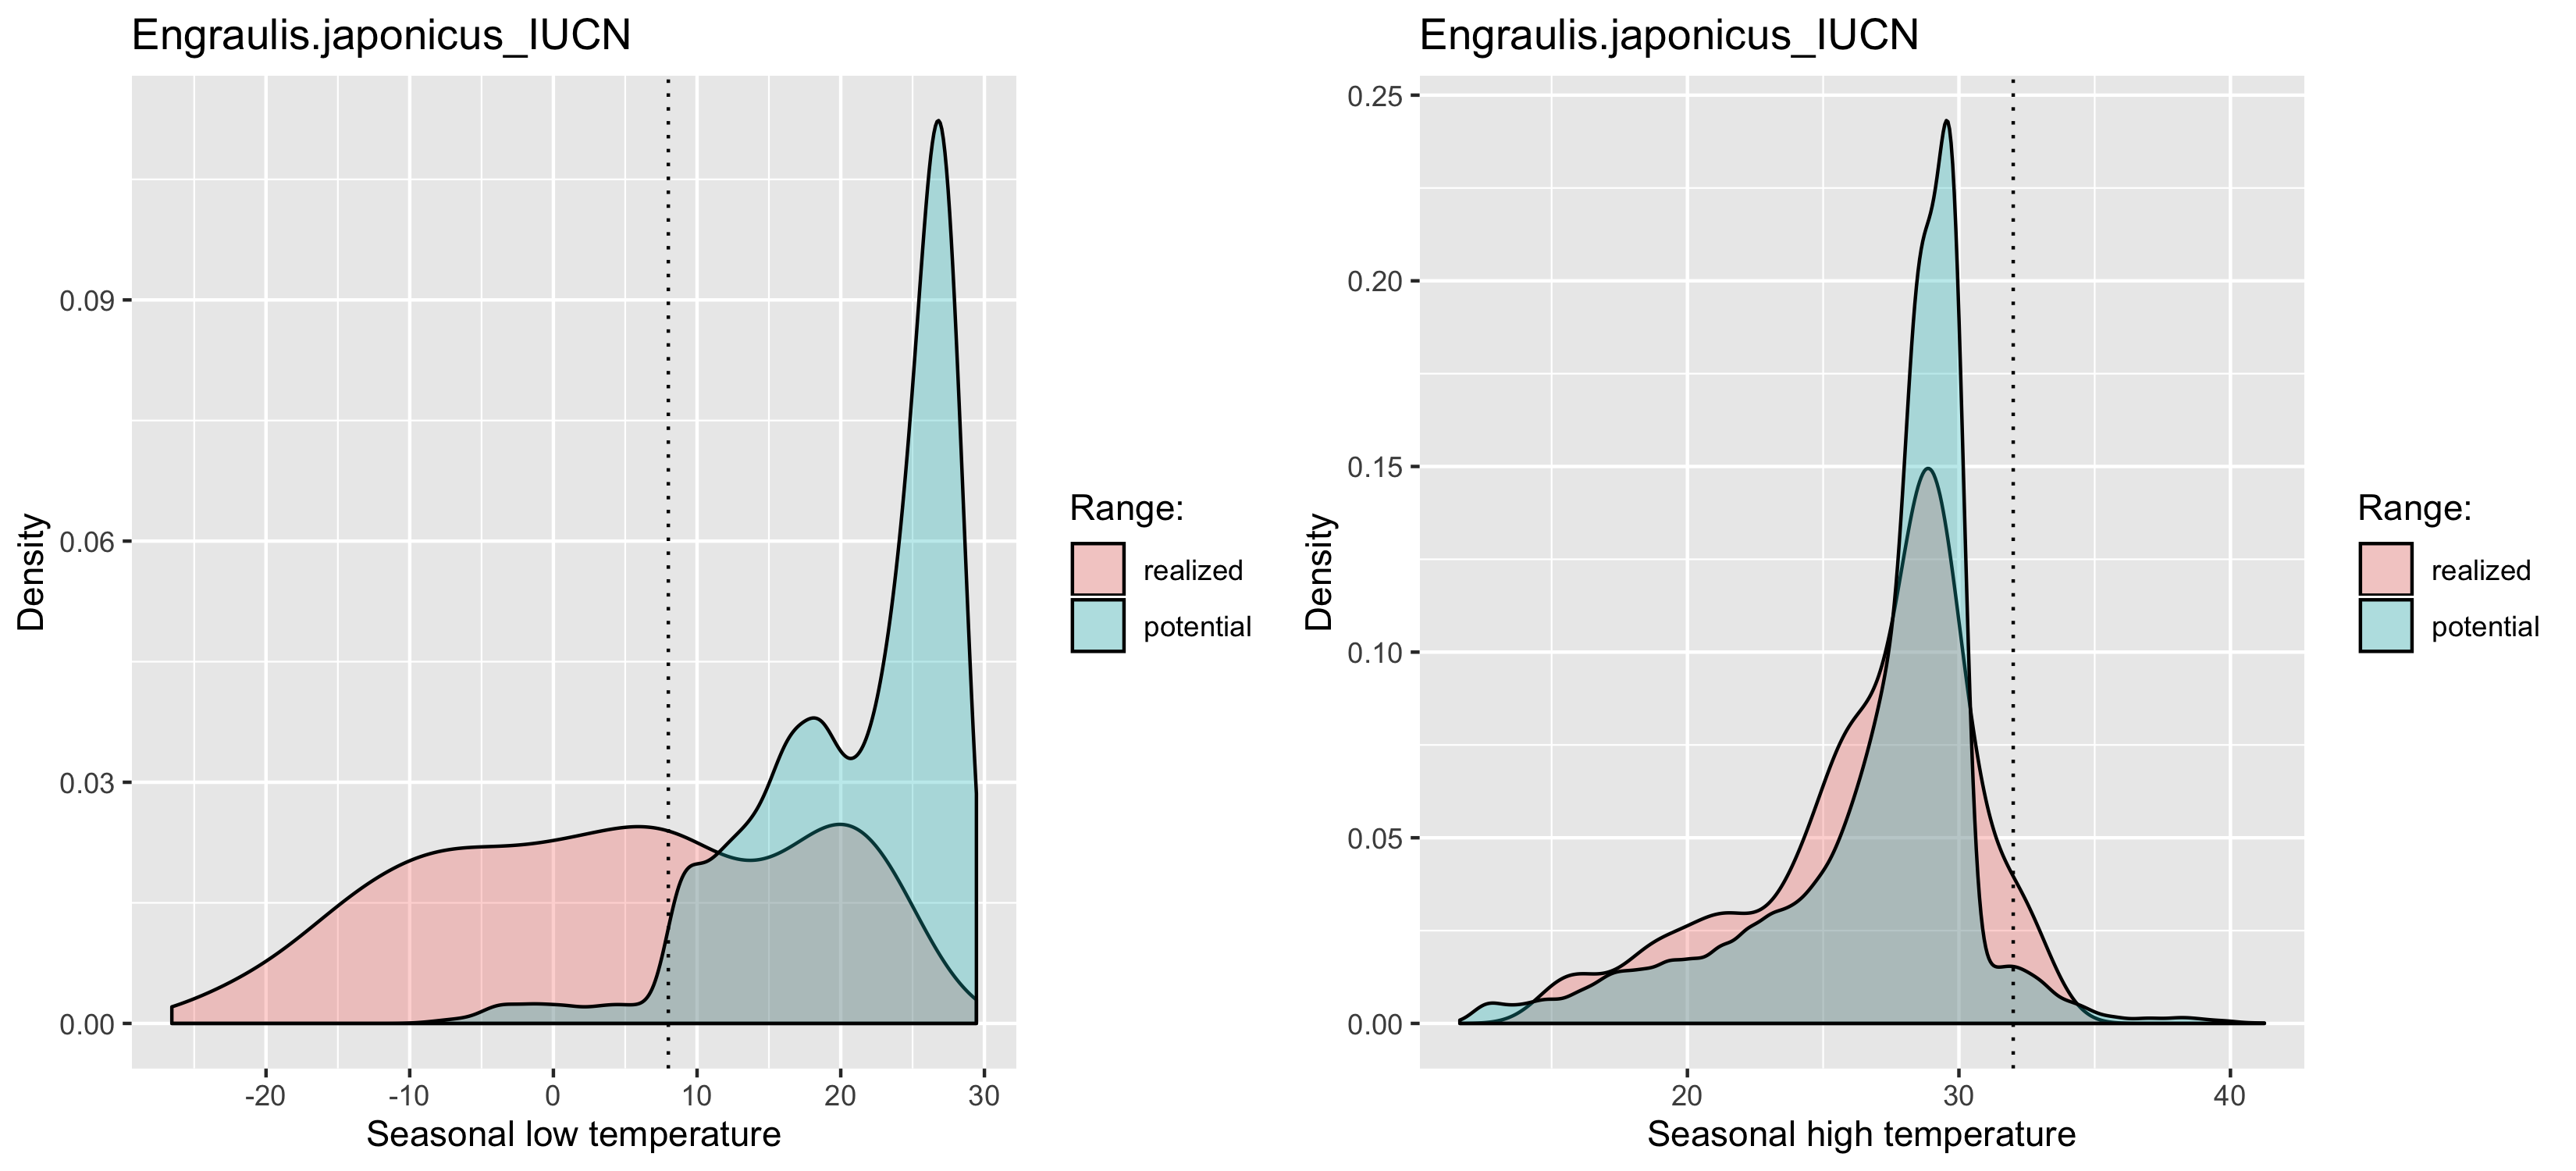 Engraulis.japonicus_IUCN
Density
0.09
0.06
0.03
0.00
-20 -10 0 10 20 30
Seasonal low temperature
Range:
realized
potential
Engraulis.japonicus_IUCN
Density
0.25
0.20
0.15
0.10
0.05
0.00
20 30 40
Seasonal high temperature
Range:
realized
potential